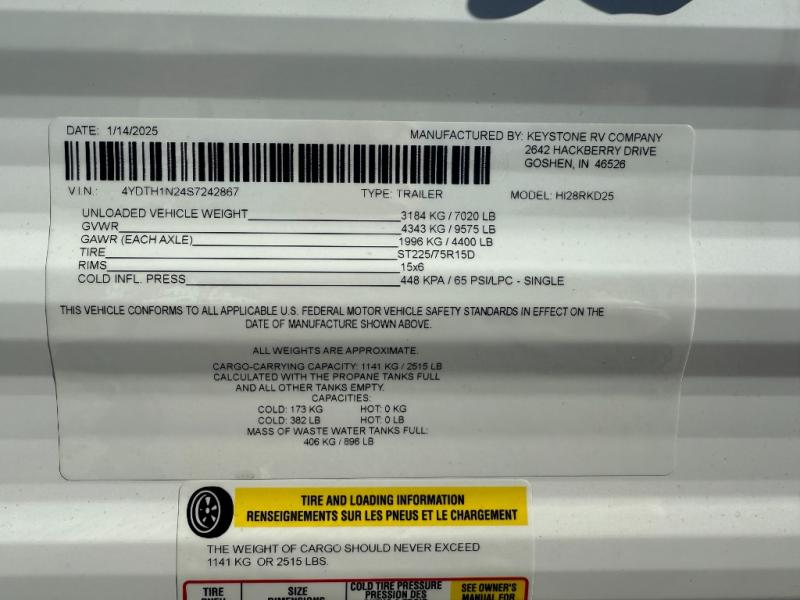 DATE: 1/14/2025
MANUFACTURED BY: KEYSTONE RV COMPANY
2642 HACKBERRY DRIVE
GOSHEN, IN 46526
V.I.N.: 4YDTH1N24S7242867 TYPE: TRAILER MODEL: HI28RKD25
UNLOADED VEHICLE WEIGHT 3184 KG / 7020 LB
GVWR 4343 KG / 9575 LB
GAWR (EACH AXLE) 1996 KG / 4400 LB
TIRE ST225/75R15D
RIMS 15x6
COLD INFL. PRESS 448 KPA / 65 PSI/LPC - SINGLE
THIS VEHICLE CONFORMS TO ALL APPLICABLE U.S. FEDERAL MOTOR VEHICLE SAFETY STANDARDS IN EFFECT ON THE
DATE OF MANUFACTURE SHOWN ABOVE.
ALL WEIGHTS ARE APPROXIMATE.
CARGO-CARRYING CAPACITY: 1141 KG / 2515 LB
CALCULATED WITH THE PROPANE TANKS FULL
AND ALL OTHER TANKS EMPTY.
CAPACITIES:
COLD: 173 KG HOT: 0 KG
COLD: 382 LB HOT: 0 LB
MASS OF WASTE WATER TANKS FULL:
406 KG / 896 LB
TIRE AND LOADING INFORMATION
RENSEIGNEMENTS SUR LES PNEUS ET LE CHARGEMENT
THE WEIGHT OF CARGO SHOULD NEVER EXCEED
1141 KG OR 2515 LBS.
TIRE SIZE COLD TIRE PRESSURE SEE OWNER'S
PRESSION DES MANUAL FOR